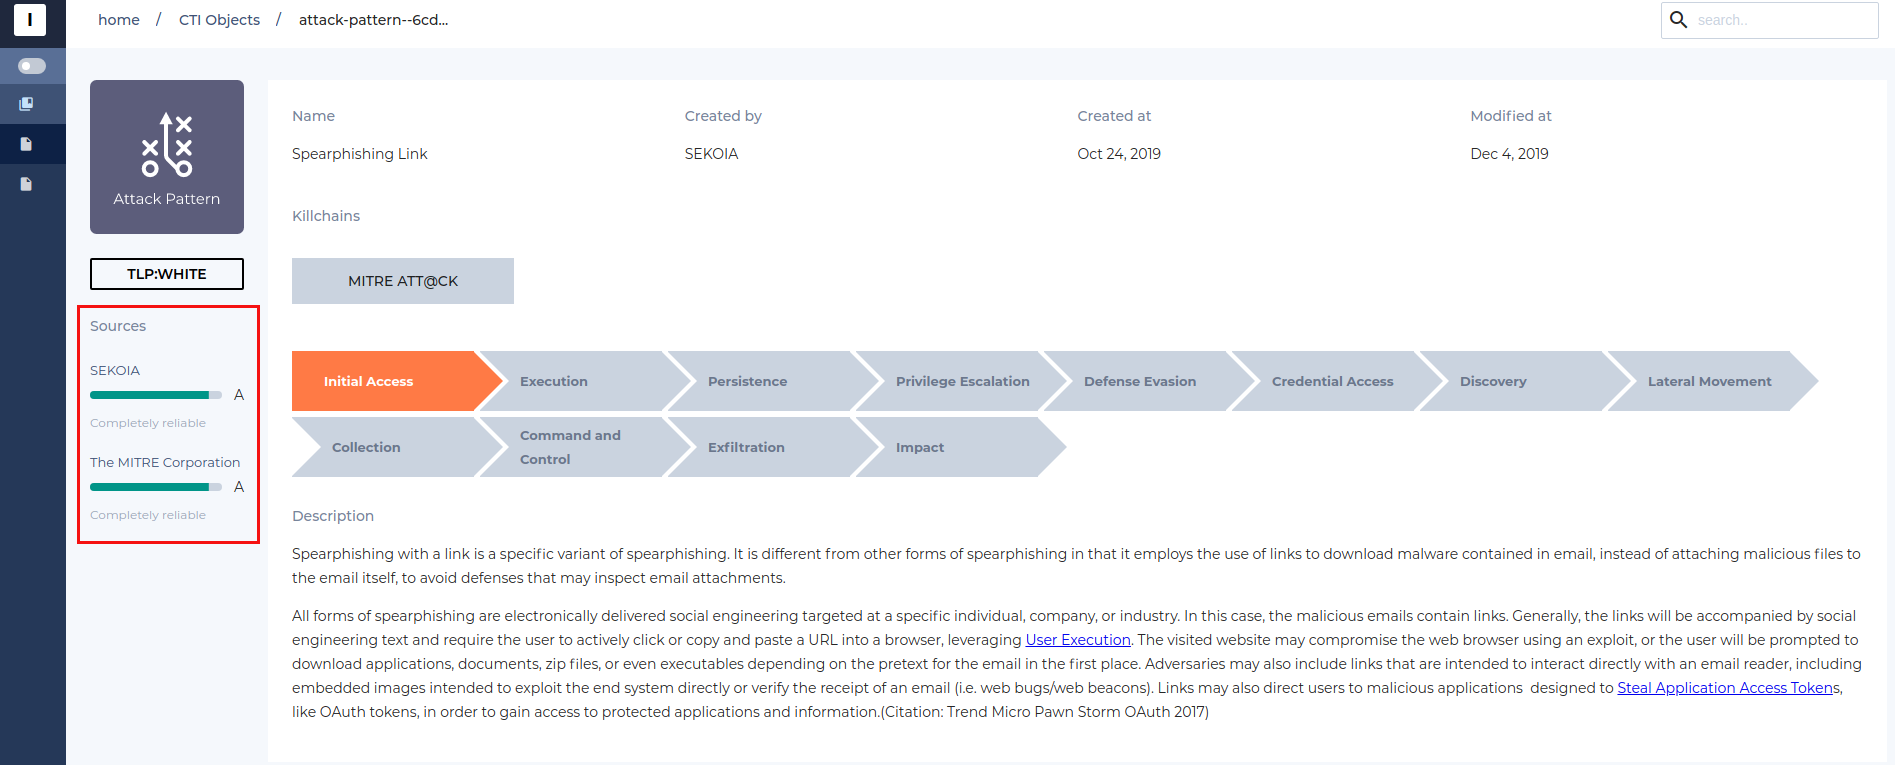 I
home / CTI Objects / attack-pattern--6cd...
search..
Attack Pattern
TLP:WHITE
Sources
SEKOIA
A
Completely reliable
The MITRE Corporation
A
Completely reliable
Name
Created by
Created at
Modified at
Spearphishing Link
SEKOIA
Oct 24, 2019
Dec 4, 2019
Killchains
MITRE ATT@CK
Initial Access
Execution
Persistence
Privilege Escalation
Defense Evasion
Credential Access
Discovery
Lateral Movement
Collection
Command and
Control
Exfiltration
Impact
Description
Spearphishing with a link is a specific variant of spearphishing. It is different from other forms of spearphishing in that it employs the use of links to download malware contained in email, instead of attaching malicious files to
the email itself, to avoid defenses that may inspect email attachments.
All forms of spearphishing are electronically delivered social engineering targeted at a specific individual, company, or industry. In this case, the malicious emails contain links. Generally, the links will be accompanied by social
engineering text and require the user to actively click or copy and paste a URL into a browser, leveraging User Execution. The visited website may compromise the web browser using an exploit, or the user will be prompted to
download applications, documents, zip files, or even executables depending on the pretext for the email in the first place. Adversaries may also include links that are intended to interact directly with an email reader, including
embedded images intended to exploit the end system directly or verify the receipt of an email (i.e. web bugs/web beacons). Links may also direct users to malicious applications  designed to Steal Application Access Tokens,
like OAuth tokens, in order to gain access to protected applications and information.(Citation: Trend Micro Pawn Storm OAuth 2017)